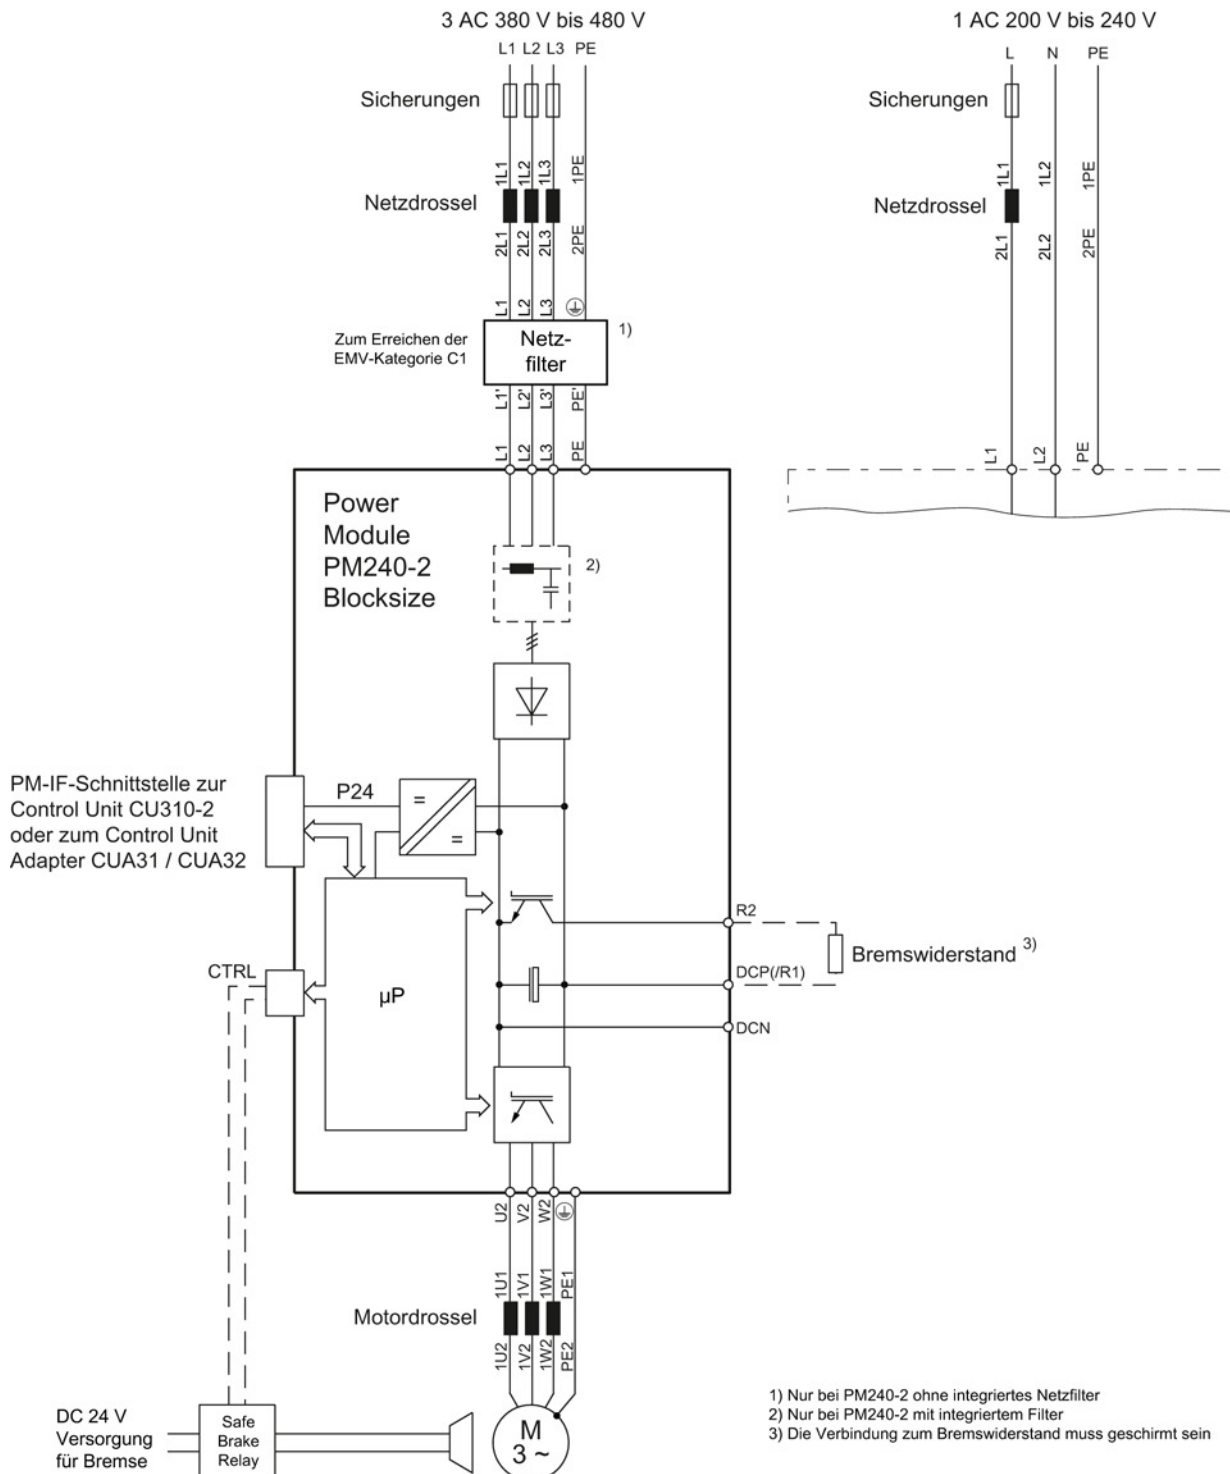 3 AC 380 V bis 480 V
L1 L2 L3 PE
Sicherungen
1L1 1L2 1L3 1PE
Netzdrossel
2L1 2L2 2L3 2PE
L1 L2 L3
Zum Erreichen der
EMV-Kategorie C1
Netz-
filter
1)
L1' L2' L3' PE'
L1 L2 L3 PE
1 AC 200 V bis 240 V
L N PE
Sicherungen
1L1 1L2 1PE
Netzdrossel
2L1 2L2 2PE
L1 L2 PE
Power
Module
PM240-2
Blocksize
2)
PM-IF-Schnittstelle zur
Control Unit CU310-2
oder zum Control Unit
Adapter CUA31 / CUA32
P24
=
=
R2
Bremswiderstand 3)
DCP(/R1)
DCN
CTRL
µP
U2 V2 W2
1U1 1V1 1W1 PE1
Motordrossel
1U2 1V2 1W2 PE2
M
3 ~
DC 24 V
Versorgung
für Bremse
Safe
Brake
Relay
1) Nur bei PM240-2 ohne integriertes Netzfilter
2) Nur bei PM240-2 mit integriertem Filter
3) Die Verbindung zum Bremswiderstand muss geschirmt sein